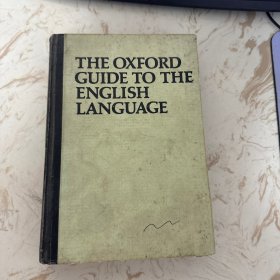 THE OXFORD
GUIDE TO THE
ENGLISH
LANGUAGE